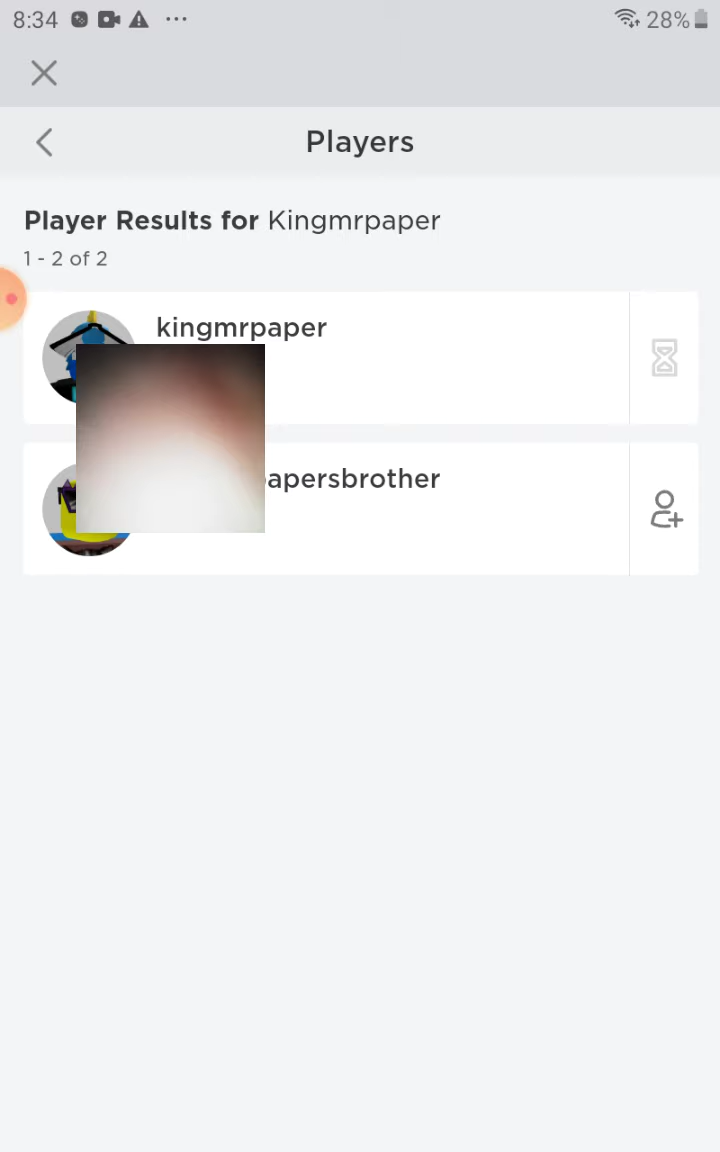 8:34 28%
Players
Player Results for Kingmrpaper
1 - 2 of 2
kingmrpaper
apersbrother